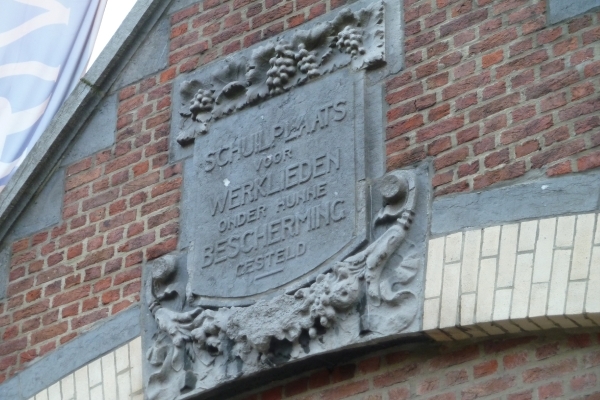 SCHUILPLAATS
VOOR
WERKLIEDEN
ONDER HUNNE
BESCHERMING
GESTELD